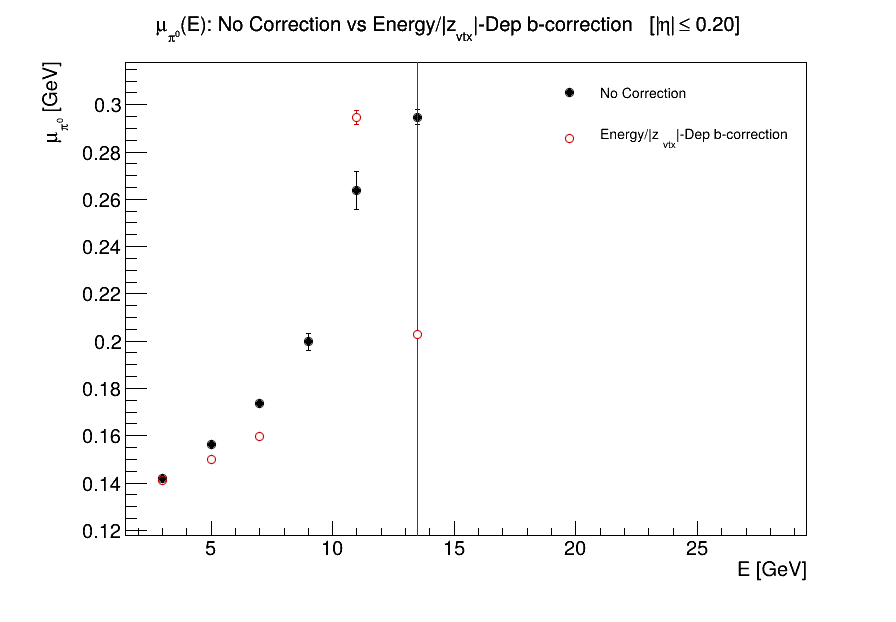 μ_π⁰(E): No Correction vs Energy/|z_vtx|-Dep b-correction [|η| ≤ 0.20]
μ_π⁰ [GeV]
No Correction
Energy/|z_vtx|-Dep b-correction
0.3
0.28
0.26
0.24
0.22
0.2
0.18
0.16
0.14
0.12
5 10 15 20 25
E [GeV]